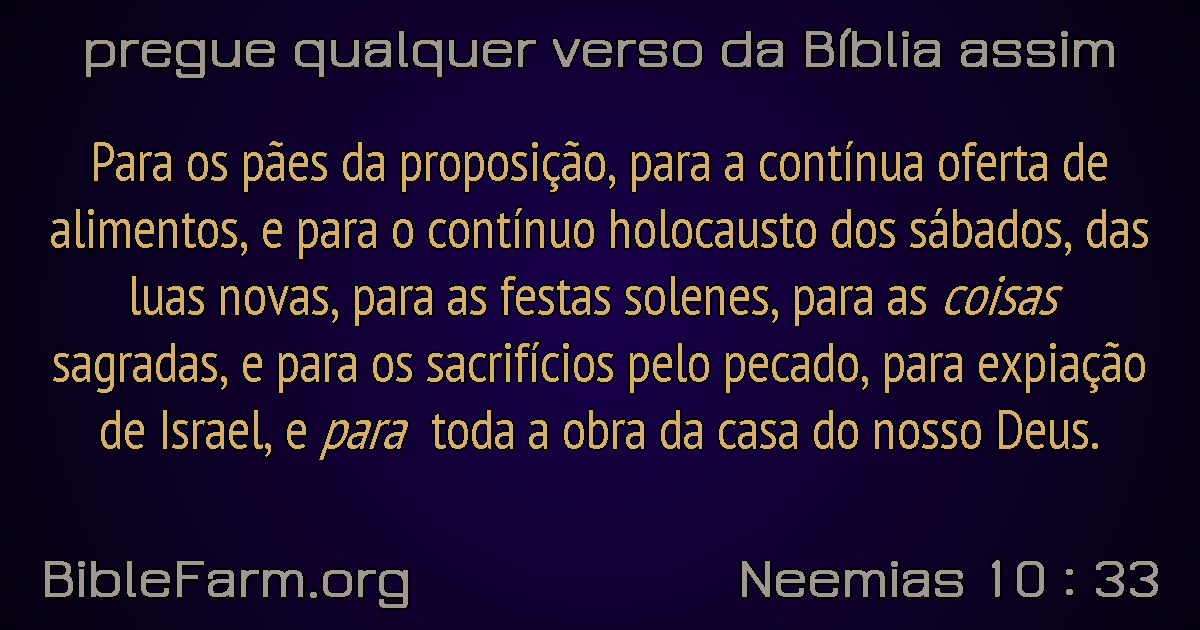 pregue qualquer verso da Bíblia assim
Para os pães da proposição, para a contínua oferta de
alimentos, e para o contínuo holocausto dos sábados, das
luas novas, para as festas solenes, para as coisas
sagradas, e para os sacrifícios pelo pecado, para expiação
de Israel, e para toda a obra da casa do nosso Deus.
BibleFarm.org
Neemias 10 : 33